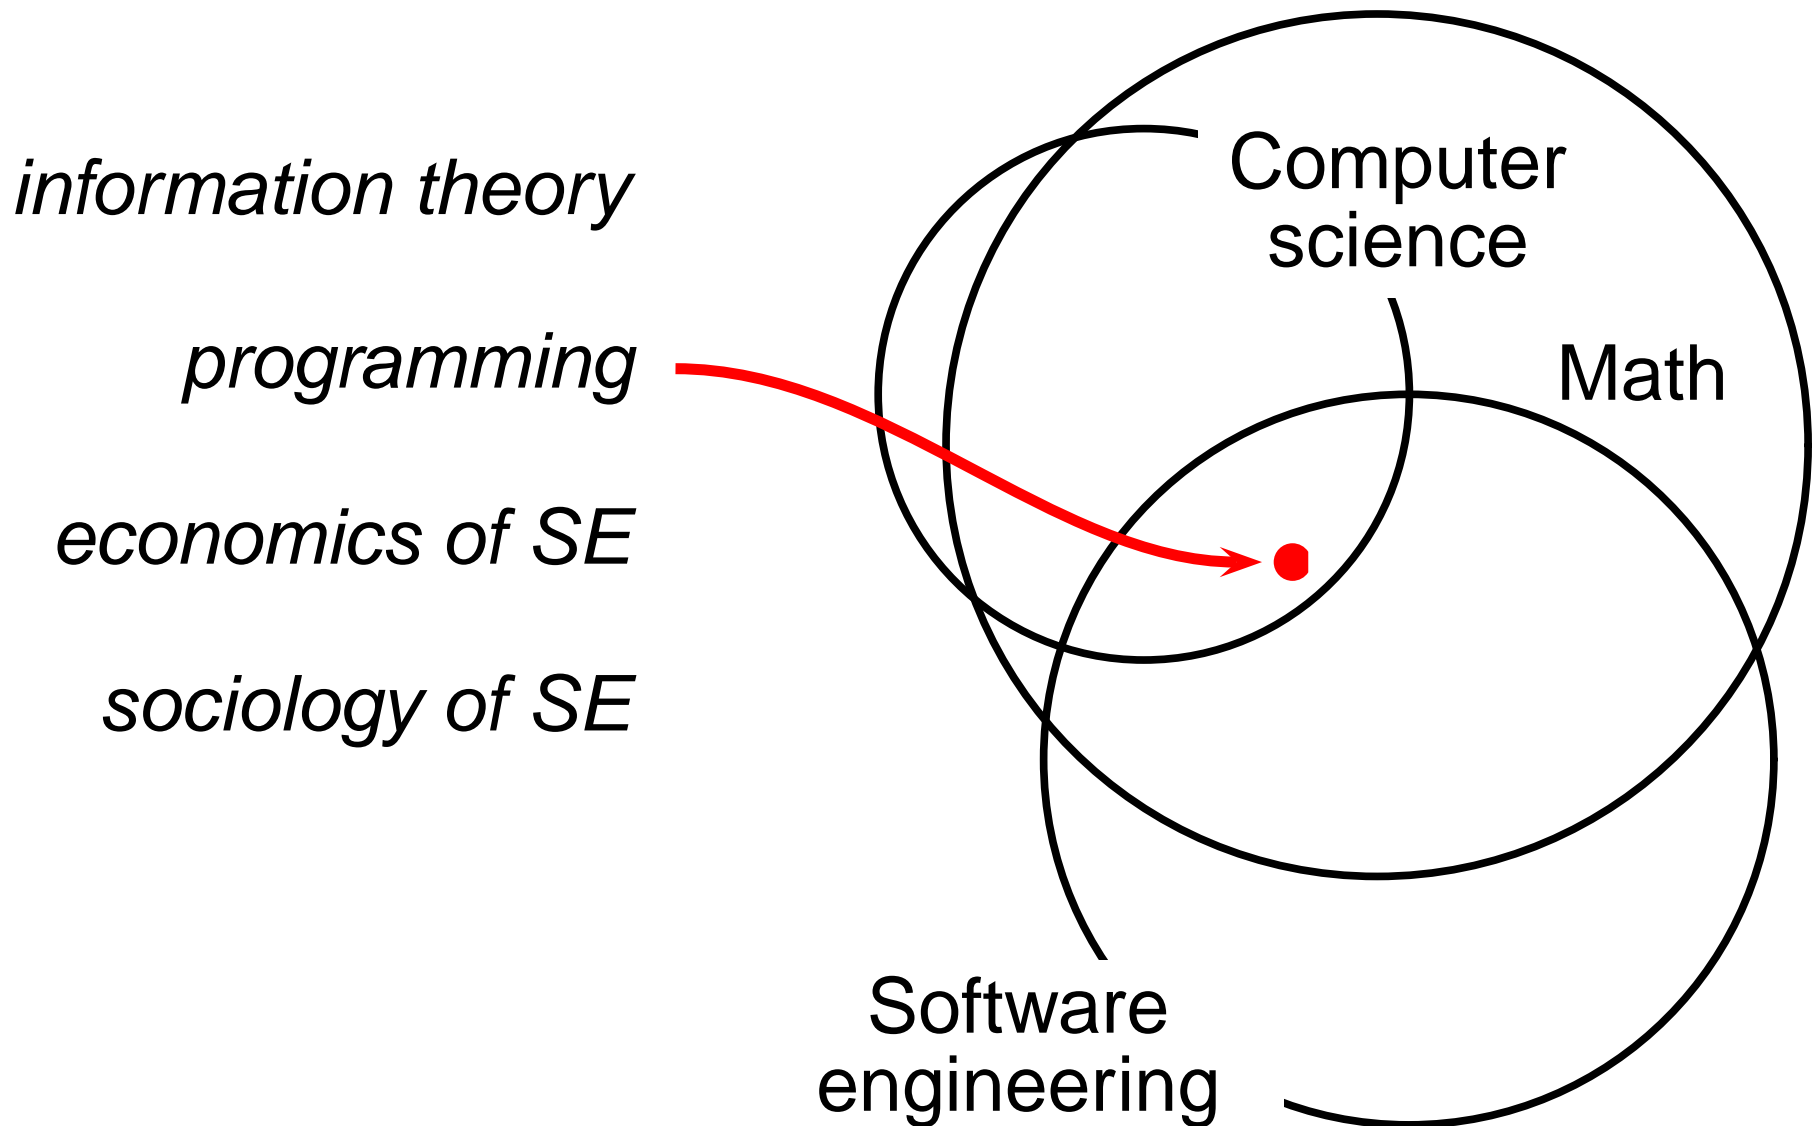 information theory
programming
economics of SE
sociology of SE
Computer
science
Math
Software
engineering